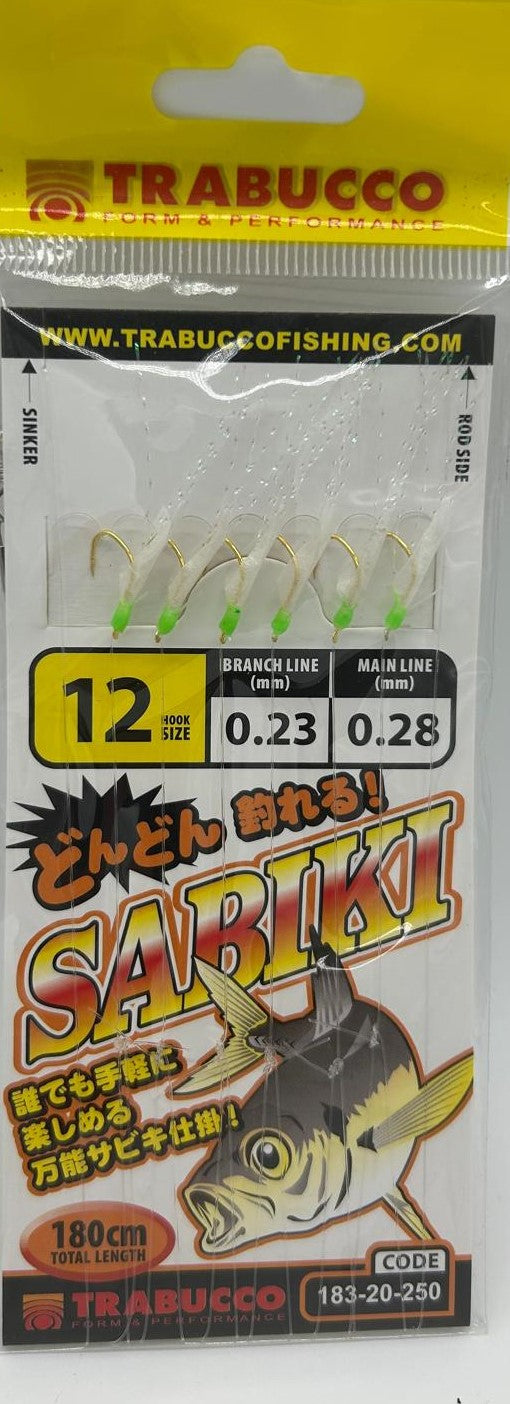 TRABUCCO
FORM & PERFORMANCE
WWW.TRABUCCOFISHING.COM
SINKER
ROD SIDE
12 HOOK SIZE
BRANCH LINE (mm)
0.23
MAIN LINE (mm)
0.28
どんどん 釣れる!
SABIKI
誰でも手軽に
楽しめる
万能サビキ仕掛!
180cm
TOTAL LENGTH
CODE
183-20-250
TRABUCCO
FORM & PERFORMANCE